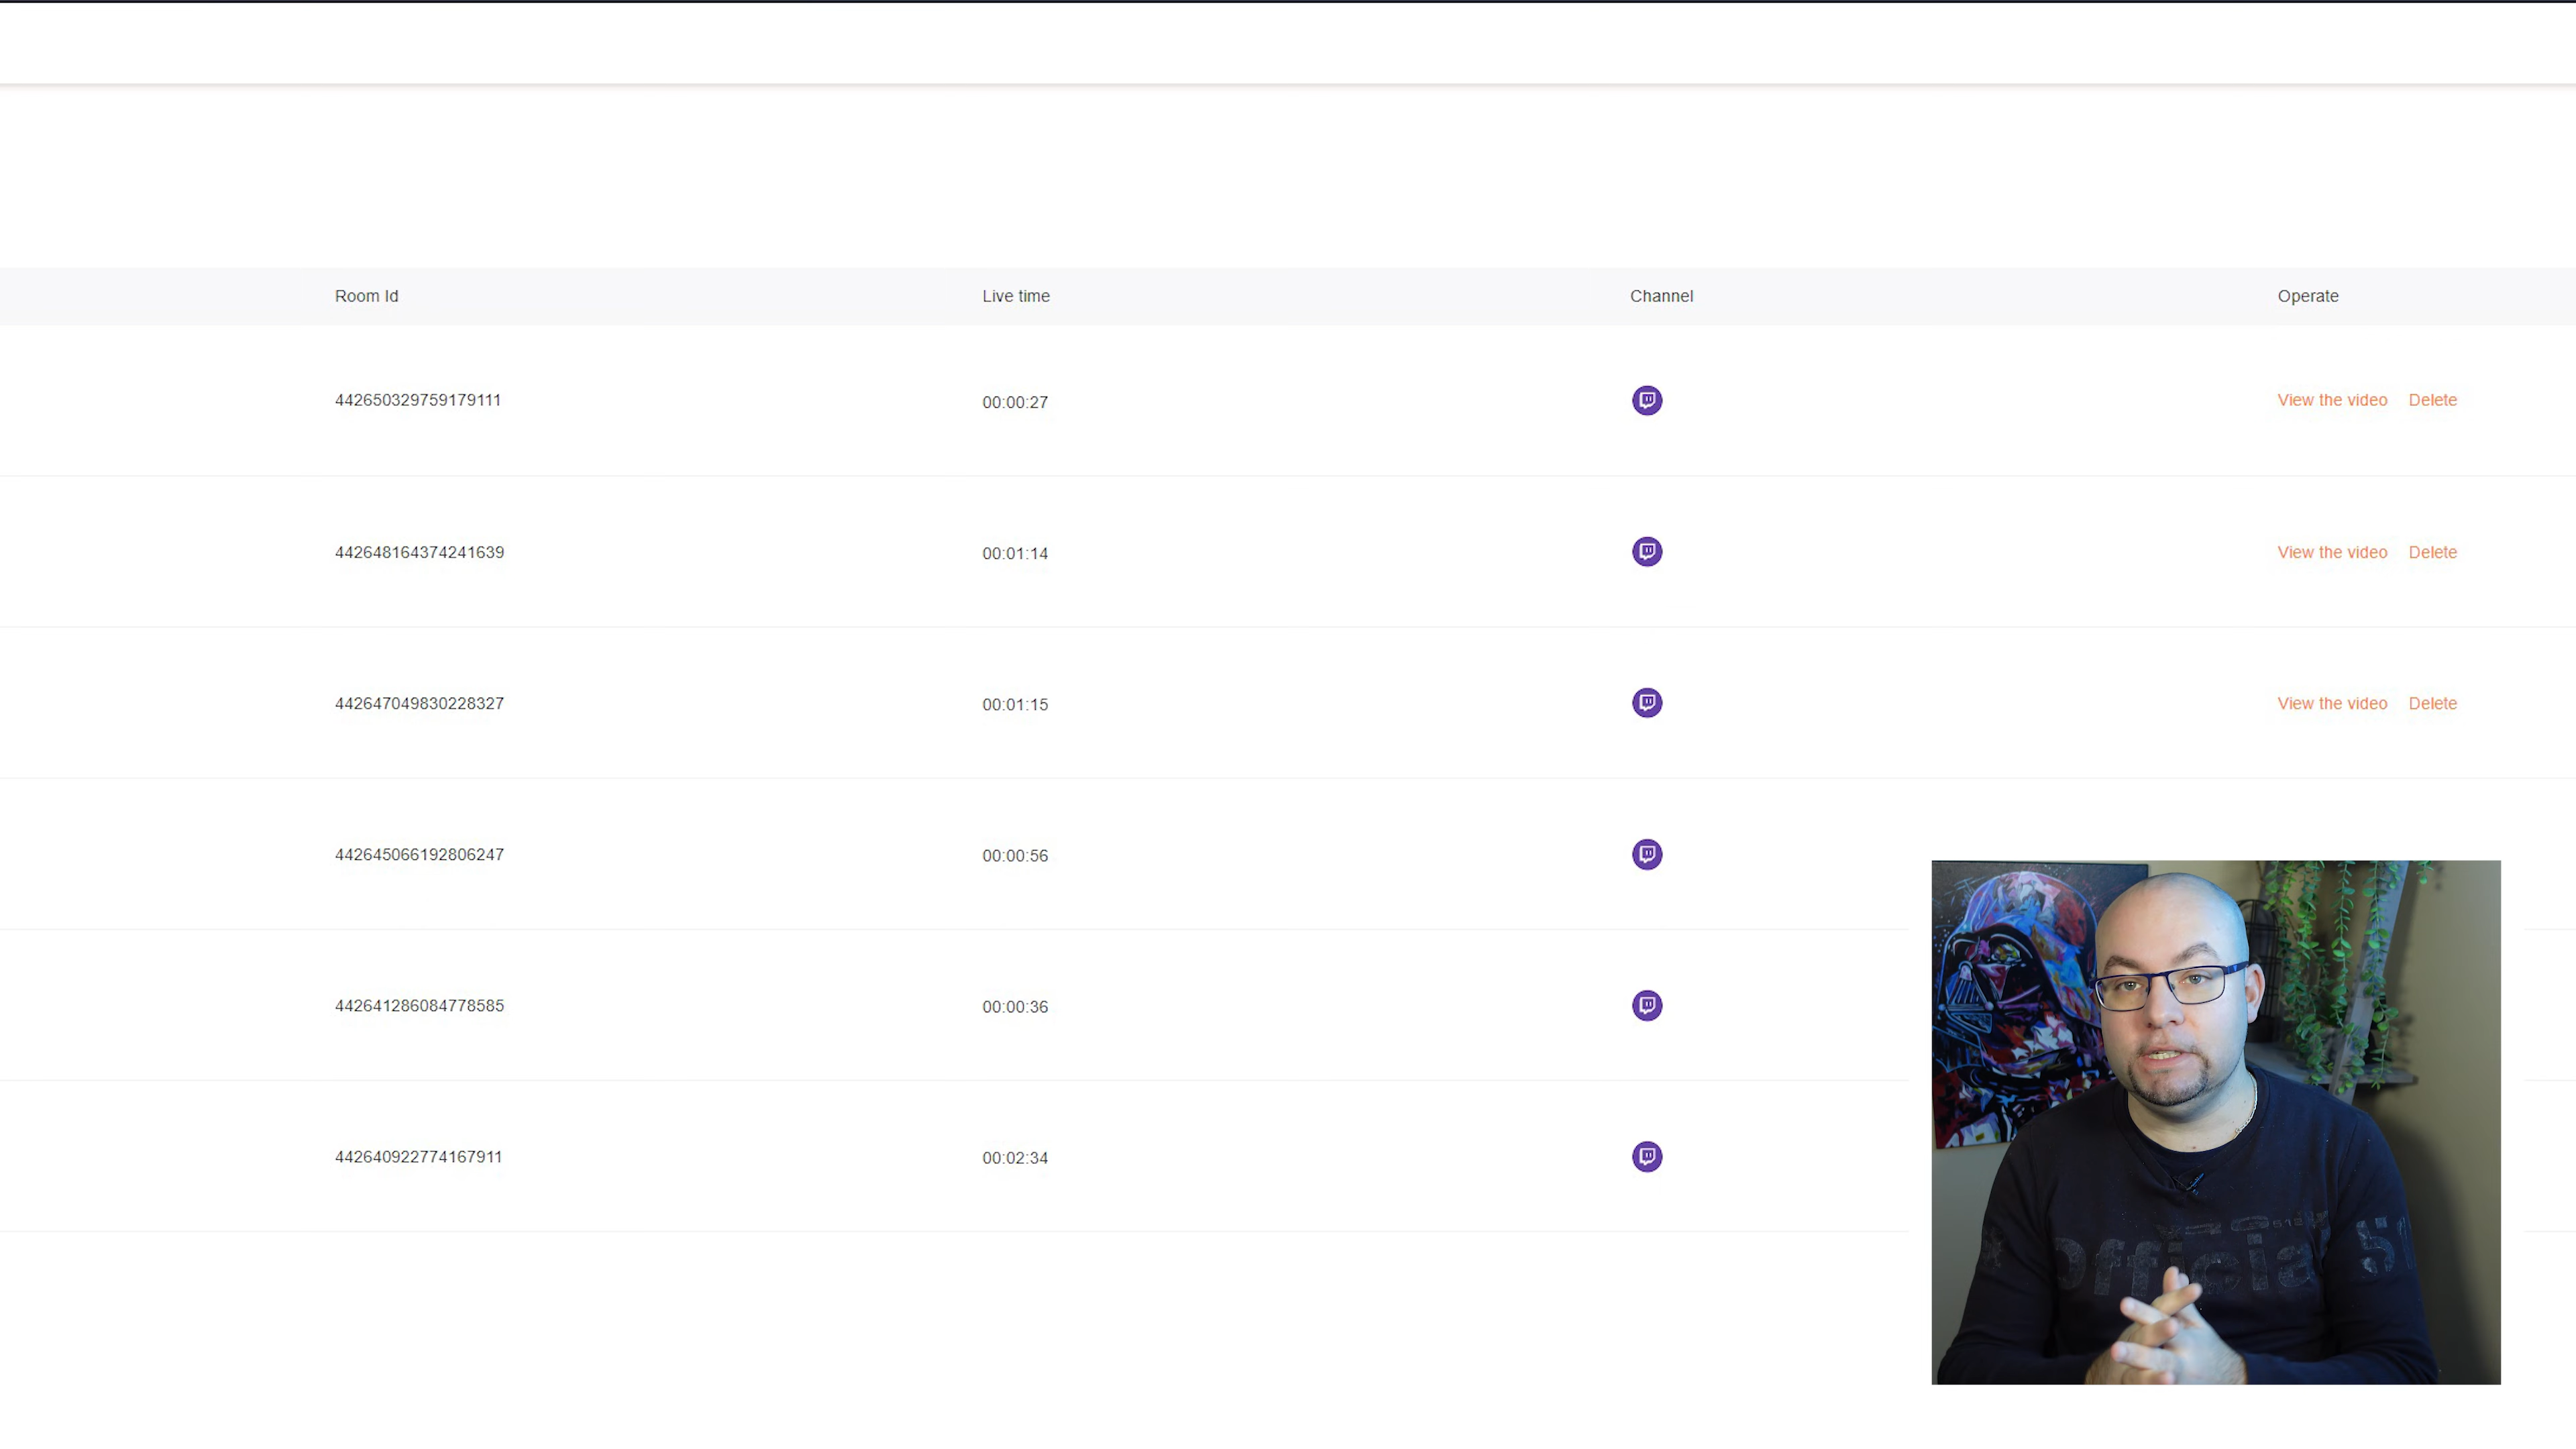 Room Id Live time Channel Operate
442650329759179111 00:00:27 View the video Delete
442648164374241639 00:01:14 View the video Delete
442647049830228327 00:01:15 View the video Delete
442645066192806247 00:00:56
442641286084778585 00:00:36
442640922774167911 00:02:34
Official